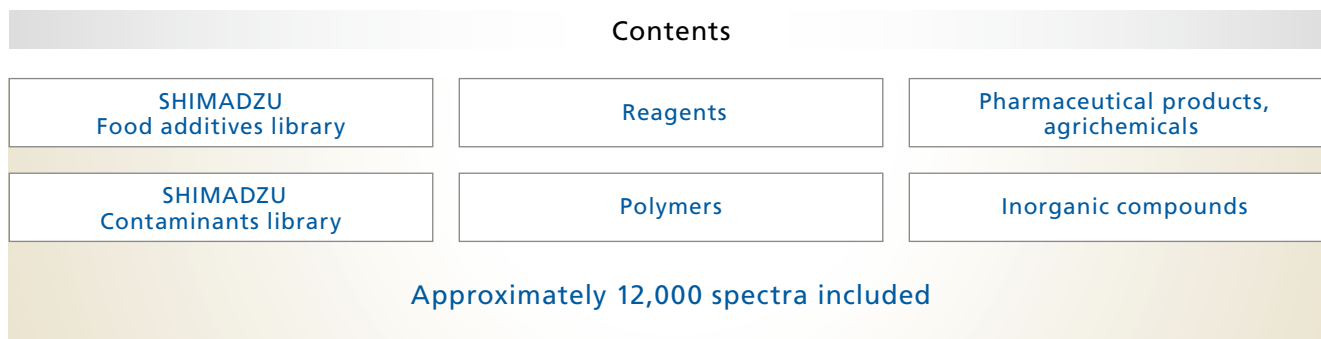 Contents
SHIMADZU
Food additives library
Reagents
Pharmaceutical products,
agrichemicals
SHIMADZU
Contaminants library
Polymers
Inorganic compounds
Approximately 12,000 spectra included